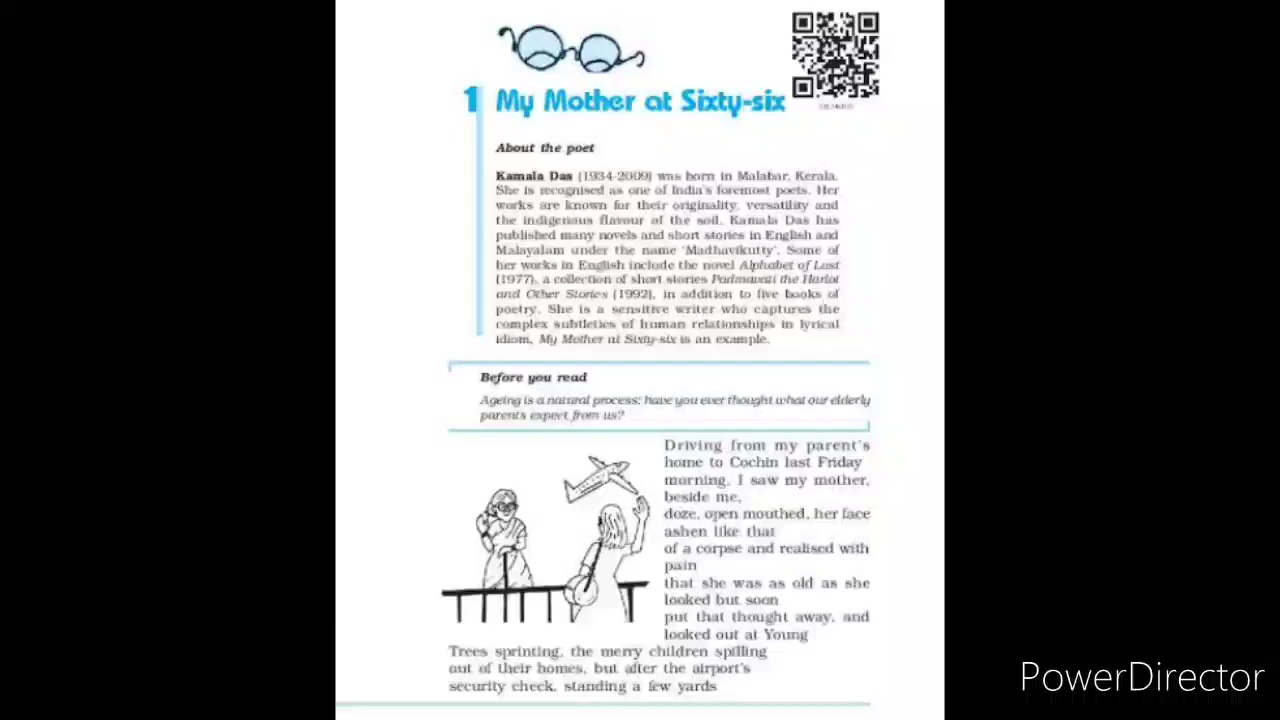 1 My Mother at Sixty-six
About the poet
Kamala Das (1934-2009) was born in Malabar, Kerala.
She is recognised as one of India's foremost poets. Her
works are known for their originality, versatility and
the indigenous flavour of the soil. Kamala Das has
published many novels and short stories in English and
Malayalam under the name 'Madhavikutty'. Some of
her works in English include the novel Alphabet of Lust
(1977), a collection of short stories Padmavati the Harlot
and Other Stories (1992), in addition to five books of
poetry. She is a sensitive writer who captures the
complex subtleties of human relationships in lyrical
idiom, My Mother at Sixty-six is an example.
Before you read
Ageing is a natural process; have you ever thought what our elderly
parents expect from us?
Driving from my parent's
home to Cochin last Friday
morning, I saw my mother,
beside me,
doze, open mouthed, her face
ashen like that
of a corpse and realised with
pain
that she was as old as she
looked but soon
put that thought away, and
looked out at Young
Trees sprinting, the merry children spilling
out of their homes, but after the airport's
security check, standing a few yards
PowerDirector